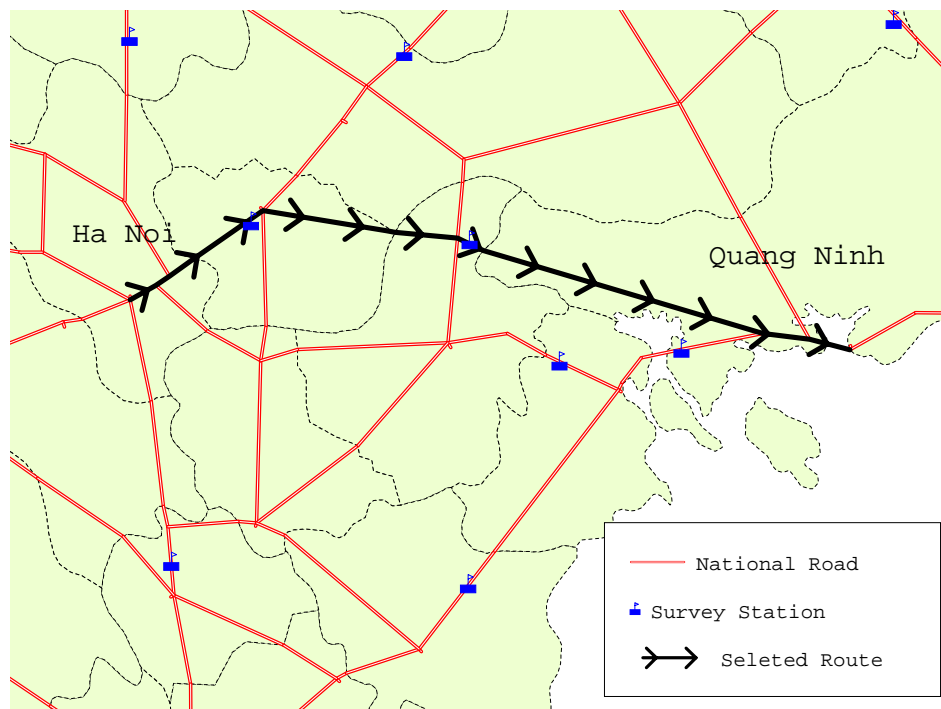 Ha Noi
Quang Ninh
National Road
Survey Station
Seleted Route